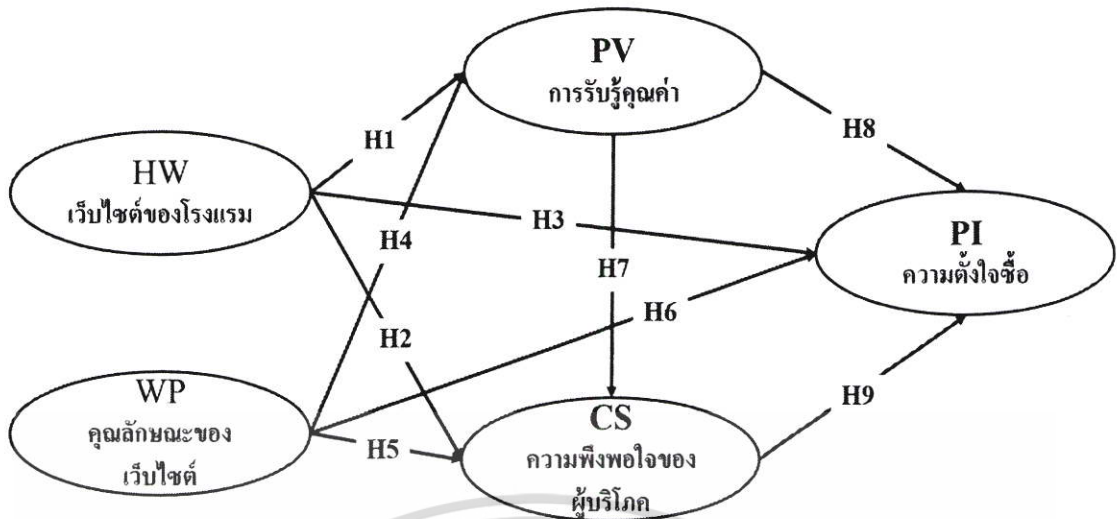 PV
การรับรู้คุณค่า
H1
H8
HW
เว็บไซต์ของโรงแรม
H3
H4
PI
ความตั้งใจซื้อ
H7
H6
H2
WP
คุณลักษณะของ
เว็บไซต์
H5
CS
ความพึงพอใจของ
ผู้บริโภค
H9